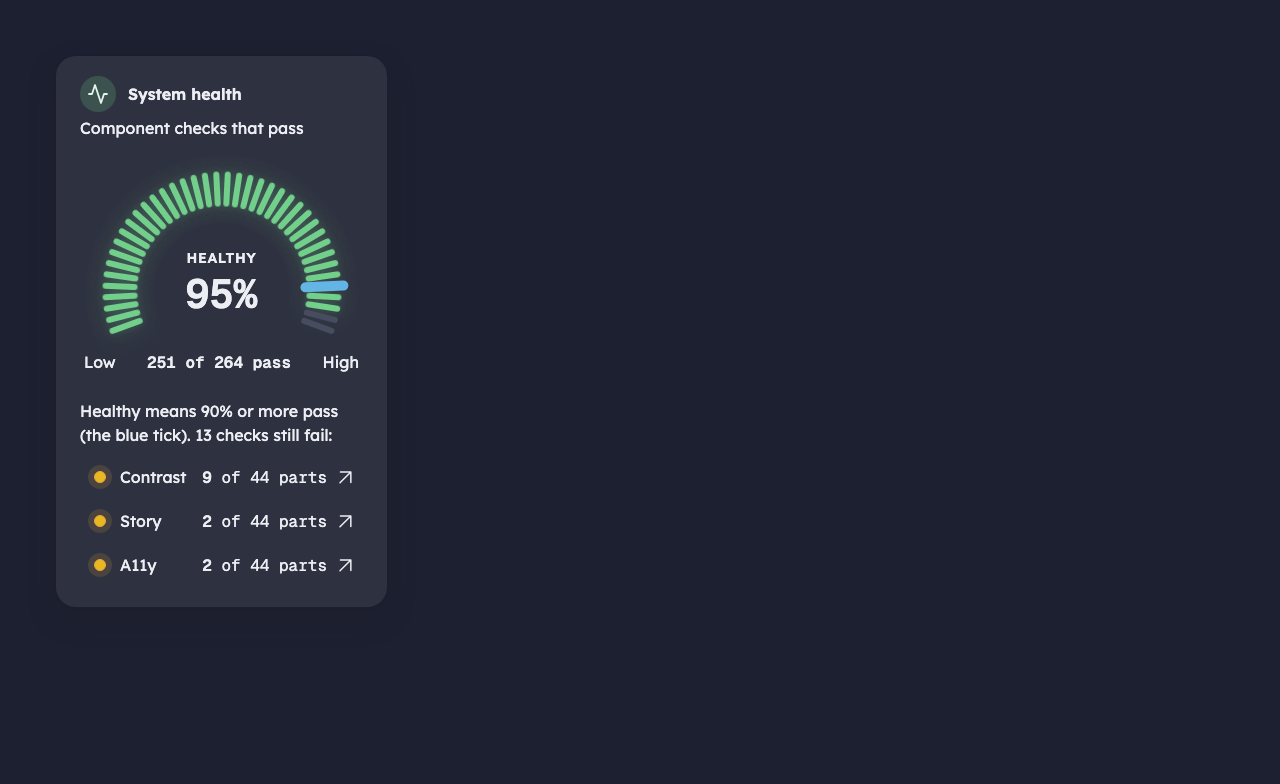 System health
Component checks that pass
HEALTHY
95%
Low 251 of 264 pass High
Healthy means 90% or more pass
(the blue tick). 13 checks still fail:
Contrast 9 of 44 parts
Story 2 of 44 parts
A11y 2 of 44 parts